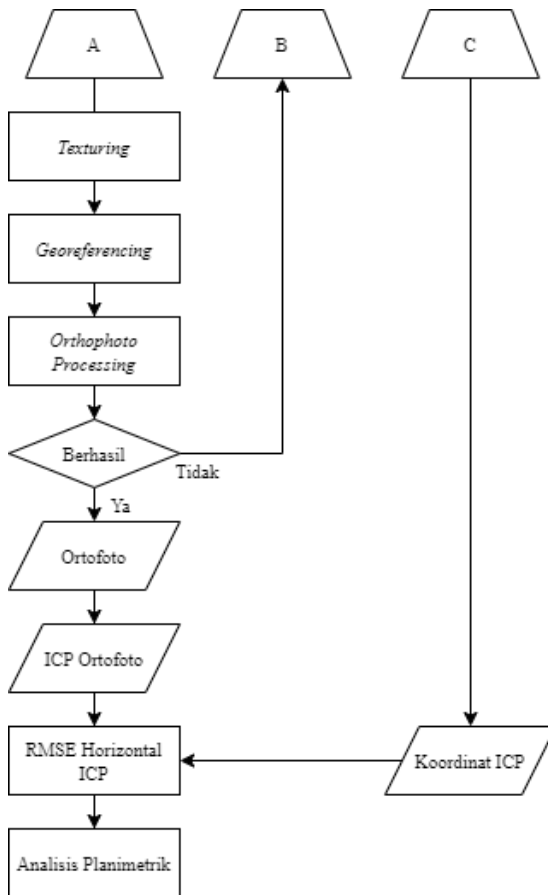 A
B
C
Texturing
Georeferencing
Orthophoto
Processing
Berhasil
Tidak
Ya
Ortofoto
ICP Ortofoto
RMSE Horizontal
ICP
Koordinat ICP
Analisis Planimetrik